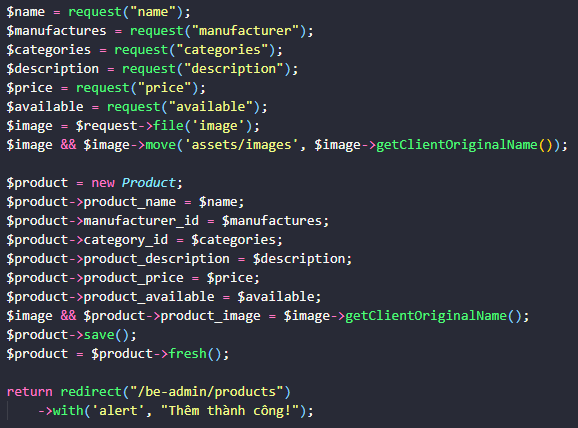 $name = request("name");
$manufactures = request("manufacturer");
$categories = request("categories");
$description = request("description");
$price = request("price");
$available = request("available");
$image = $request->file('image');
$image && $image->move('assets/images', $image->getClientOriginalName());

$product = new Product;
$product->product_name = $name;
$product->manufacturer_id = $manufactures;
$product->category_id = $categories;
$product->product_description = $description;
$product->product_price = $price;
$product->product_available = $available;
$image && $product->product_image = $image->getClientOriginalName();
$product->save();
$product = $product->fresh();

return redirect("/be-admin/products")
    ->with('alert', "Thêm thành công!");